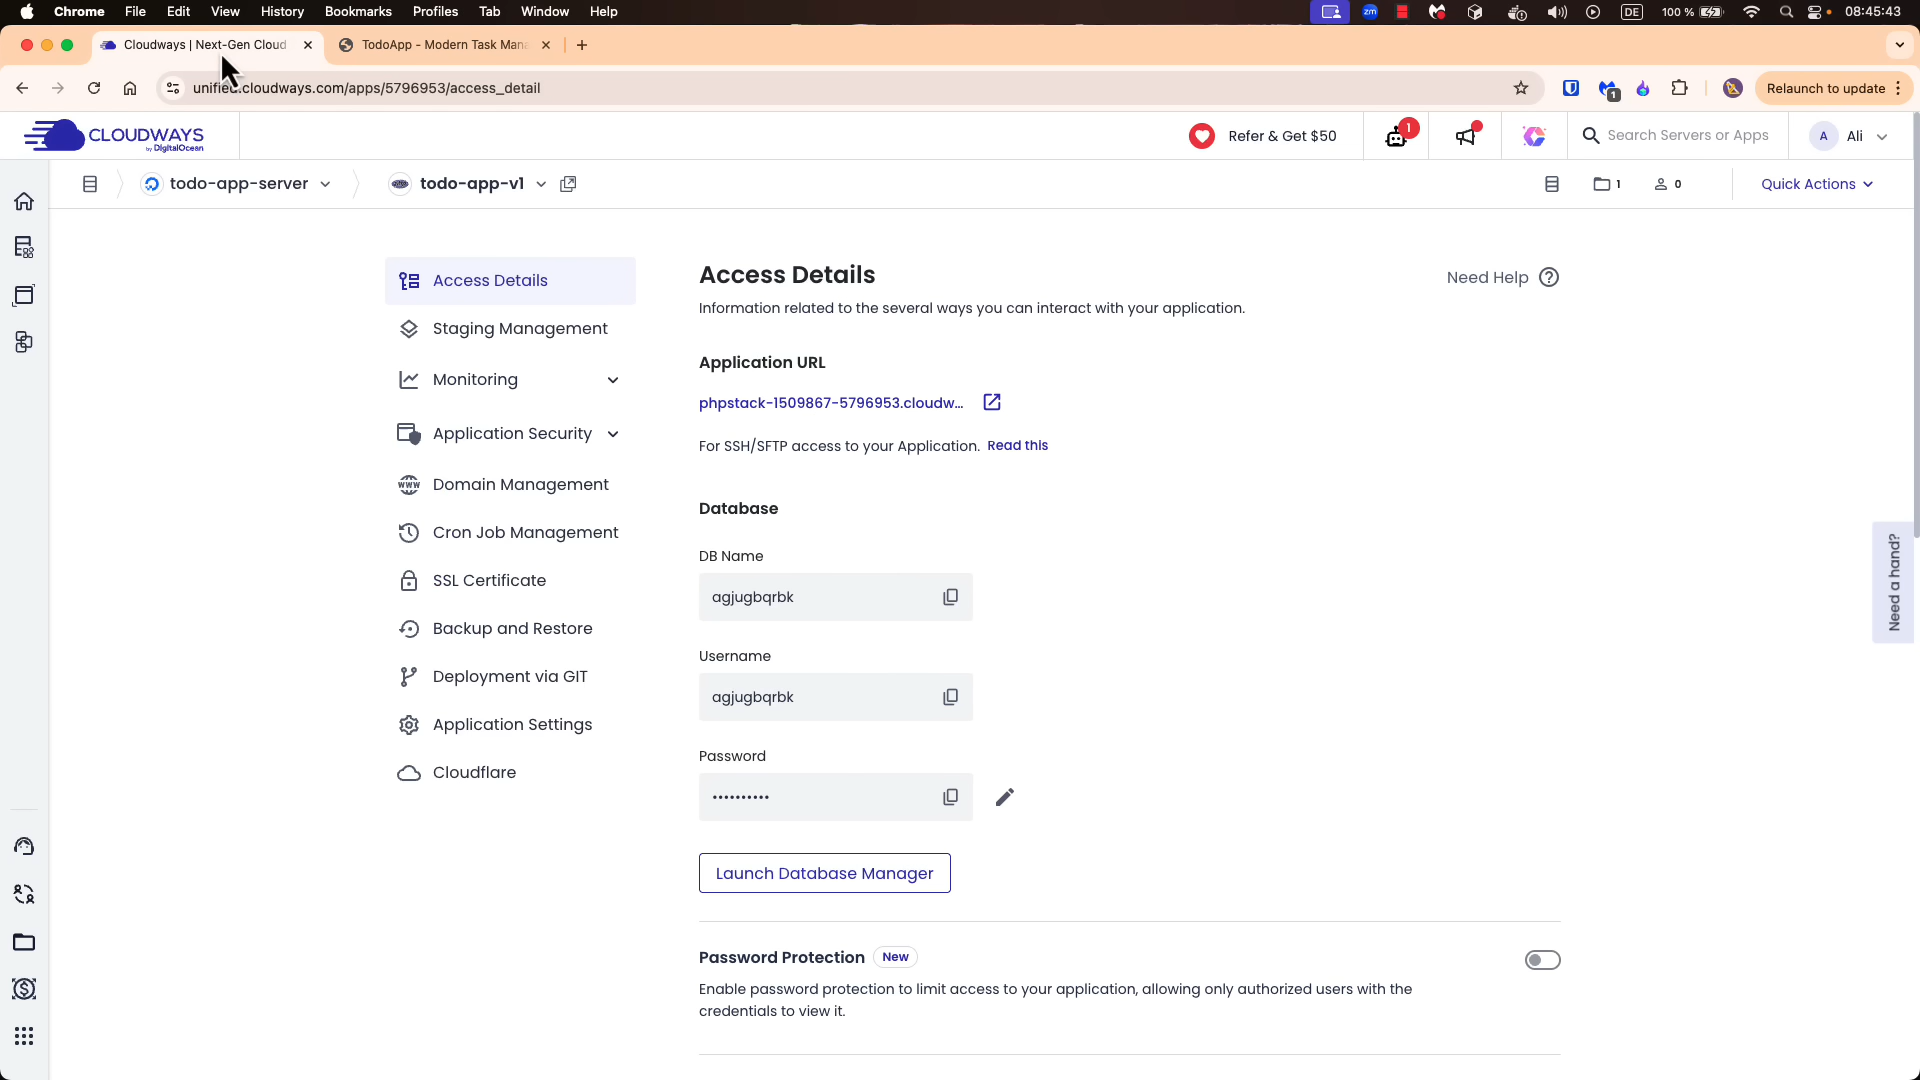 Chrome File Edit View History Bookmarks Profiles Tab Window Help
zm DE 100 % 08:45:43
Cloudways | Next-Gen Cloud
TodoApp - Modern Task Man
unified.cloudways.com/apps/5796953/access_detail
1
Relaunch to update
CLOUDWAYS
by DigitalOcean
Refer & Get $50
1
Search Servers or Apps
A Ali
todo-app-server
todo-app-v1
1
0
Quick Actions
Access Details
Staging Management
Monitoring
Application Security
Domain Management
Cron Job Management
SSL Certificate
Backup and Restore
Deployment via GIT
Application Settings
Cloudflare
Access Details
Need Help
Information related to the several ways you can interact with your application.
Application URL
phpstack-1509867-5796953.cloudw...
For SSH/SFTP access to your Application. Read this
Database
DB Name
agjugbqrbk
Username
agjugbqrbk
Password
••••••••••
Launch Database Manager
Password Protection New
Enable password protection to limit access to your application, allowing only authorized users with the
credentials to view it.
Need a hand?